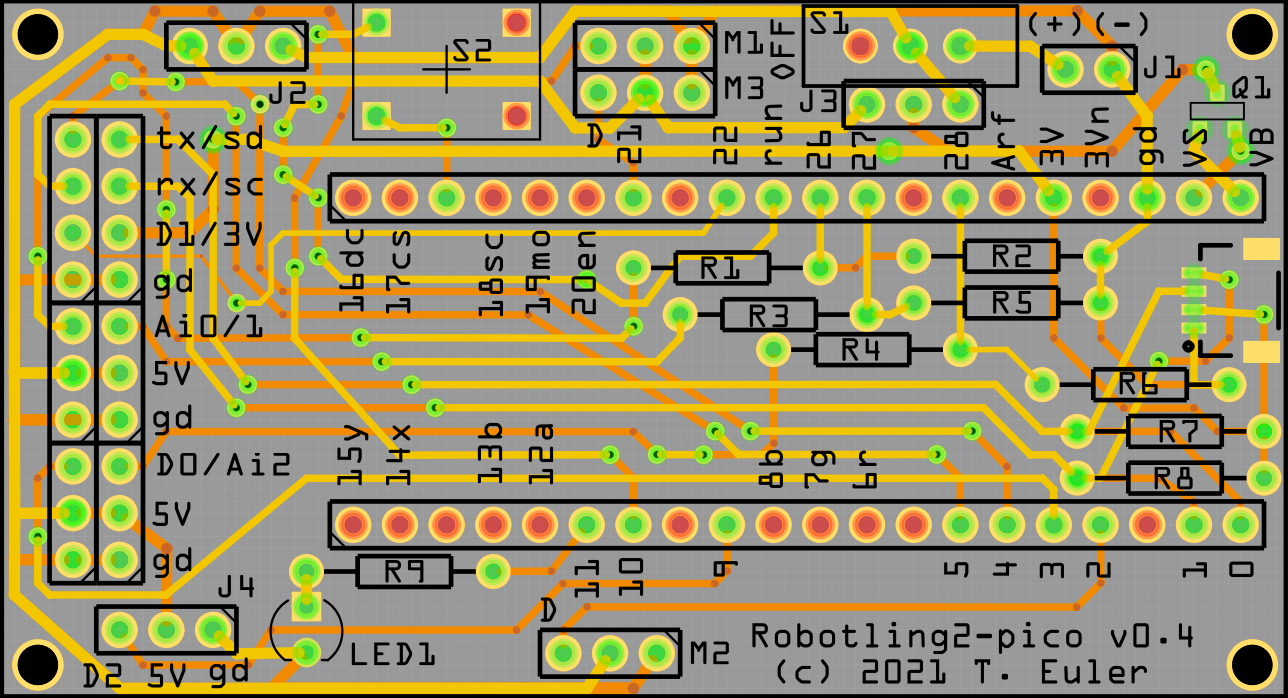 S1
OFF
(+)(-)
M1
S2
J1
Q1
M3
J2
J3
D
21
22
run
26
27
28
Arf
3V
3Vn
gd
VS
VB
tx/sd
rx/sc
D1/3V
gd
Ai0/1
5V
gd
D0/Ai2
5V
gd
16dc
17cs
18sc
19mo
20en
R1
R2
R3
R5
R4
R6
R7
R8
15y
14x
13b
12a
8b
7g
6r
R9
11
10
9
5
4
3
2
1
0
J4
D
LED1
M2
D2 5V gd
Robotling2-pico v0.4
(c) 2021 T. Euler